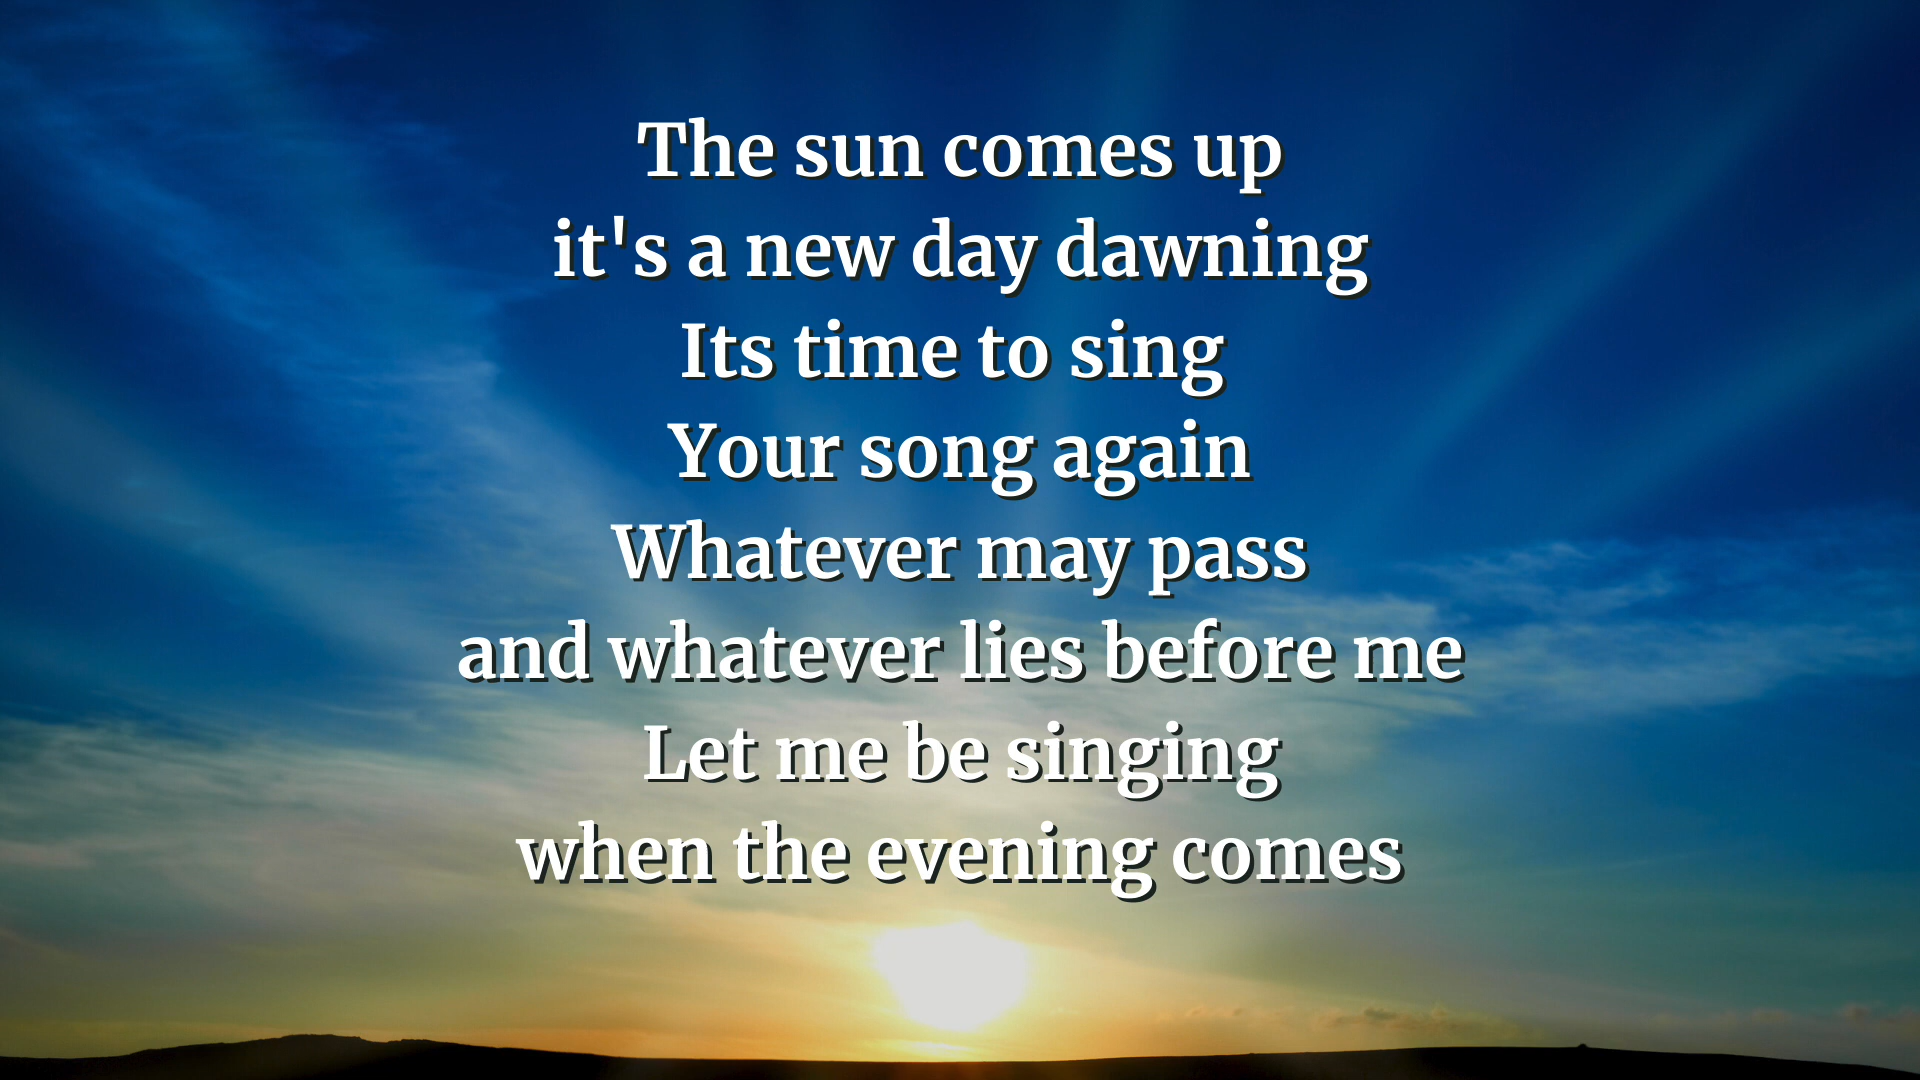 The sun comes up
it's a new day dawning
Its time to sing
Your song again
Whatever may pass
and whatever lies before me
Let me be singing
when the evening comes